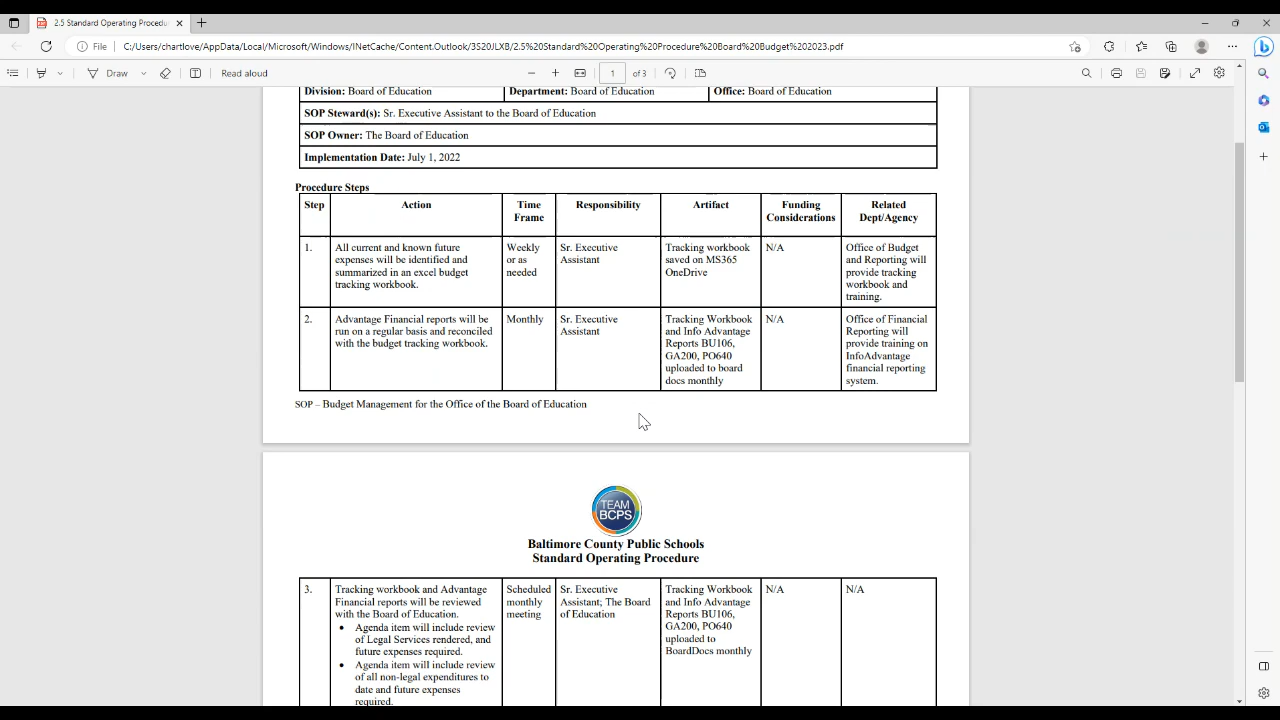 2.5 Standard Operating Procedu
File
C:/Users/chartlove/AppData/Local/Microsoft/Windows/INetCache/Content.Outlook/3S20JLXB/2.5%20Standard%20Operating%20Procedure%20Board%20Budget%202023.pdf
Draw
Read aloud
1 of 3
Division: Board of Education
Department: Board of Education
Office: Board of Education
SOP Steward(s): Sr. Executive Assistant to the Board of Education
SOP Owner: The Board of Education
Implementation Date: July 1, 2022
Procedure Steps
Step
Action
Time
Frame
Responsibility
Artifact
Funding
Considerations
Related
Dept/Agency
1.
All current and known future
expenses will be identified and
summarized in an excel budget
tracking workbook.
Weekly
or as
needed
Sr. Executive
Assistant
Tracking workbook
saved on MS365
OneDrive
N/A
Office of Budget
and Reporting will
provide tracking
workbook and
training.
2.
Advantage Financial reports will be
run on a regular basis and reconciled
with the budget tracking workbook.
Monthly
Sr. Executive
Assistant
Tracking Workbook
and Info Advantage
Reports BU106,
GA200, PO640
uploaded to board
docs monthly
N/A
Office of Financial
Reporting will
provide training on
InfoAdvantage
financial reporting
system.
SOP – Budget Management for the Office of the Board of Education
TEAM
BCPS
Baltimore County Public Schools
Standard Operating Procedure
3.
Tracking workbook and Advantage
Financial reports will be reviewed
with the Board of Education.
• Agenda item will include review
of Legal Services rendered, and
future expenses required.
• Agenda item will include review
of all non-legal expenditures to
date and future expenses
required.
Scheduled
monthly
meeting
Sr. Executive
Assistant; The Board
of Education
Tracking Workbook
and Info Advantage
Reports BU106,
GA200, PO640
uploaded to
BoardDocs monthly
N/A
N/A